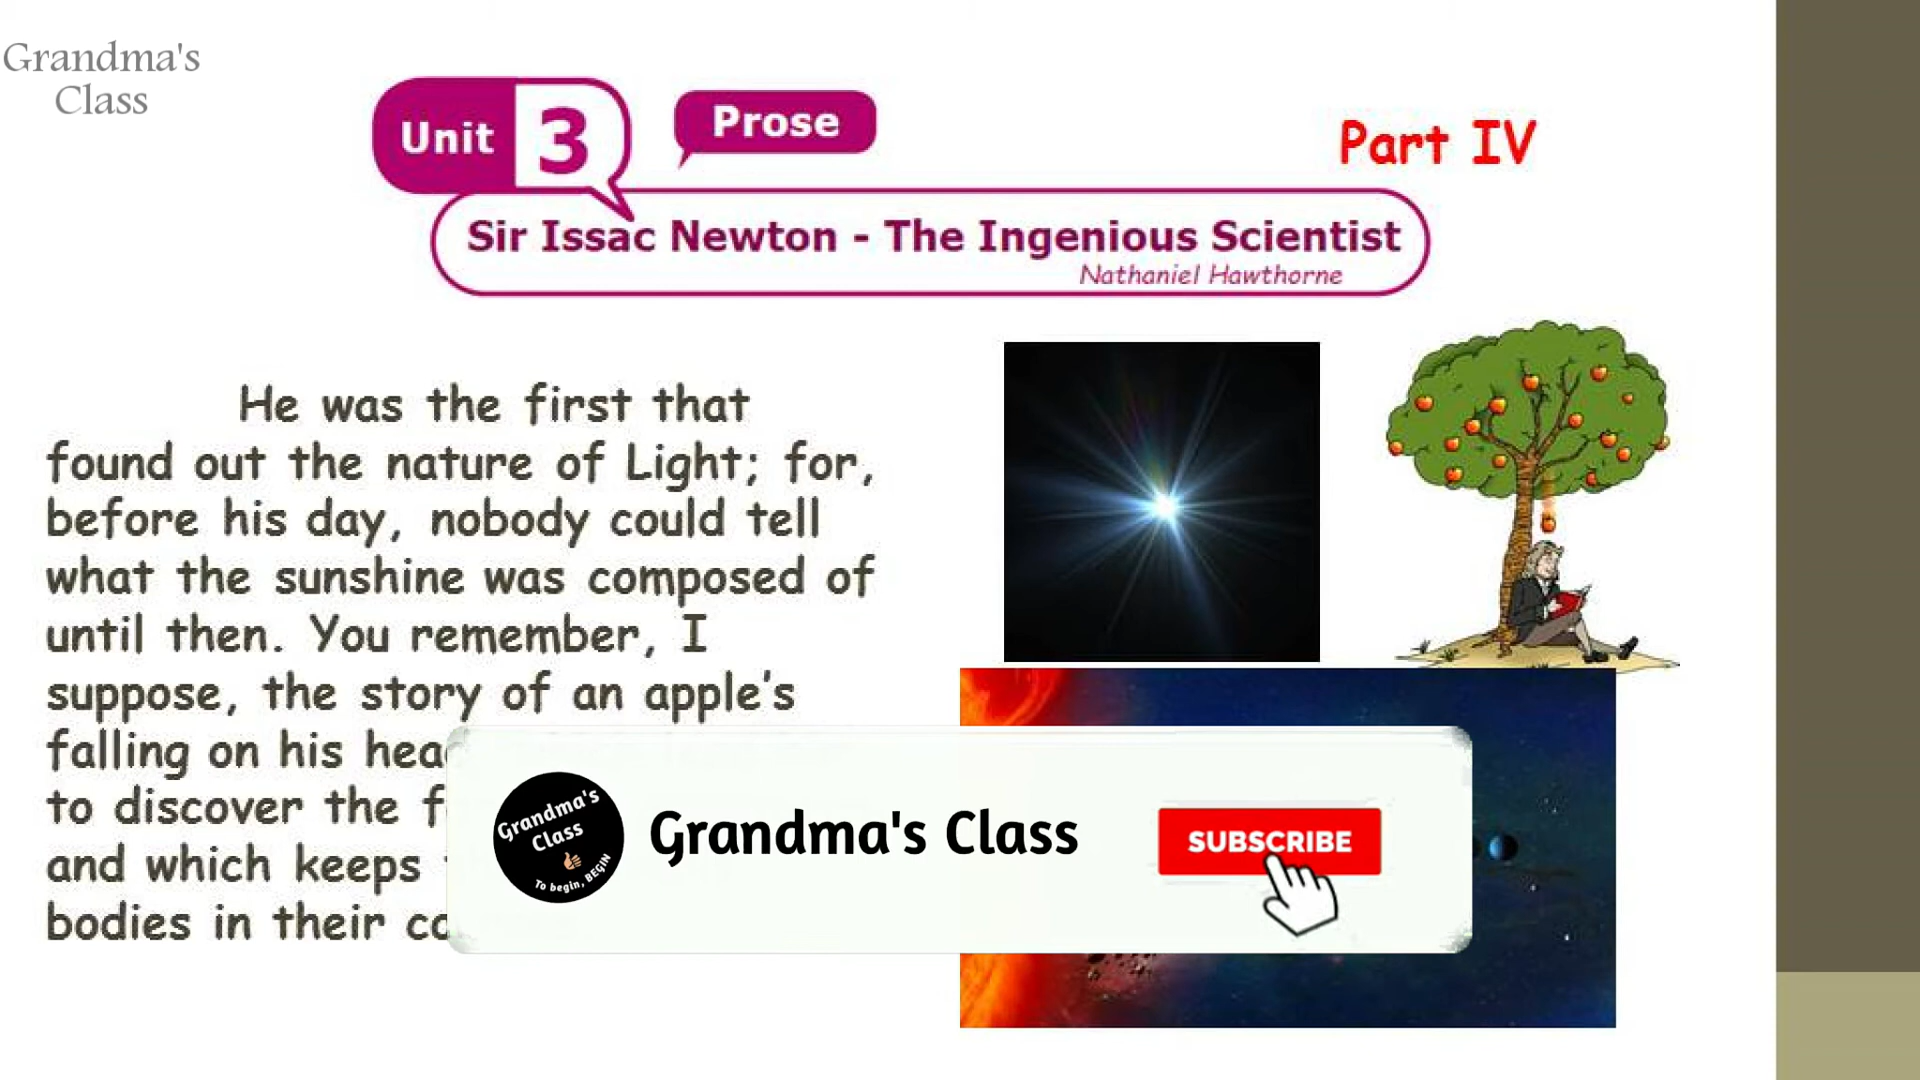 Grandma's
Class
Unit 3
Prose
Part IV
Sir Issac Newton - The Ingenious Scientist
Nathaniel Hawthorne
He was the first that
found out the nature of Light; for,
before his day, nobody could tell
what the sunshine was composed of
until then. You remember, I
suppose, the story of an apple's
falling on his
to discover the
and which keeps
bodies in their
Grandma's
Class
To begin, BEGIN
Grandma's Class
SUBSCRIBE